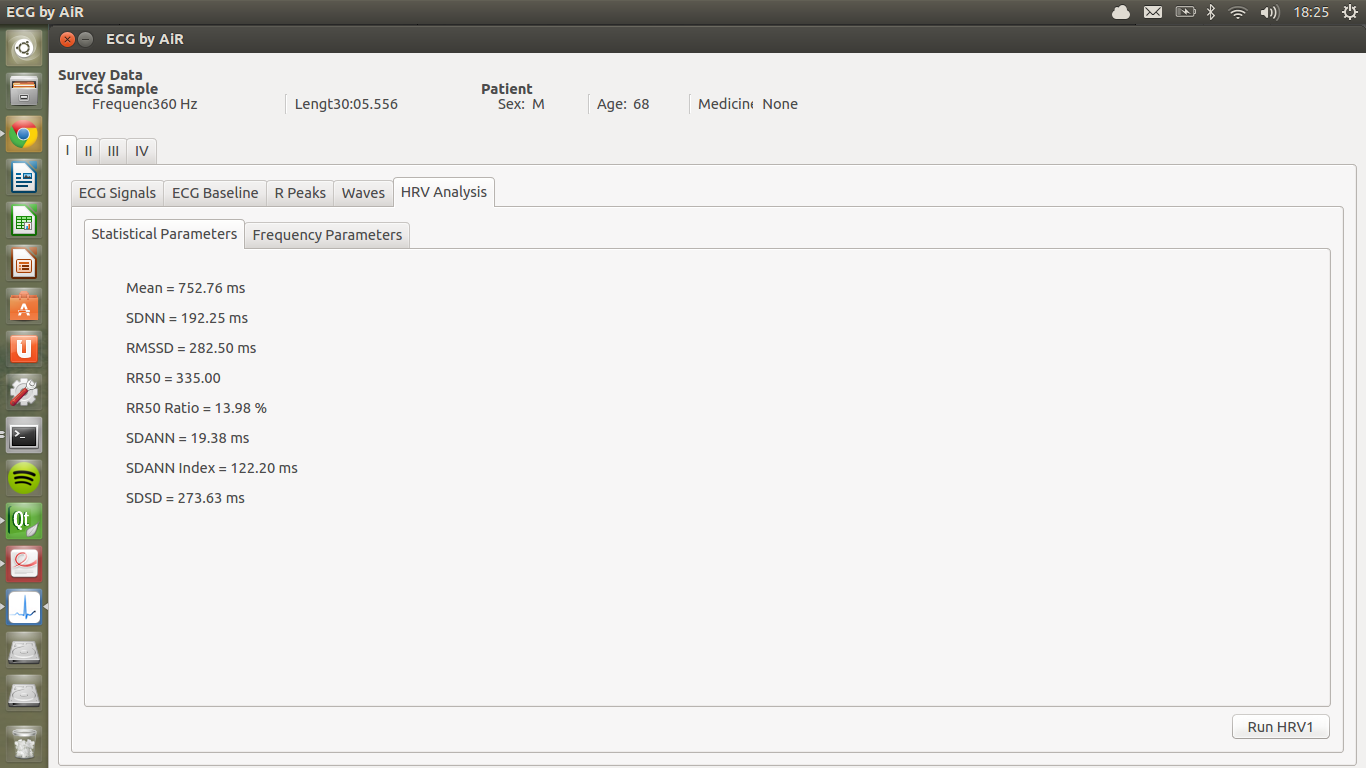 ECG by AiR 18:25
ECG by AiR
Survey Data
ECG Sample Patient
Frequenc360 Hz Lengt30:05.556 Sex: M Age: 68 Medicine None
I II III IV
ECG Signals ECG Baseline R Peaks Waves HRV Analysis
Statistical Parameters Frequency Parameters
Mean = 752.76 ms
SDNN = 192.25 ms
RMSSD = 282.50 ms
RR50 = 335.00
RR50 Ratio = 13.98 %
SDANN = 19.38 ms
SDANN Index = 122.20 ms
SDSD = 273.63 ms
Run HRV1